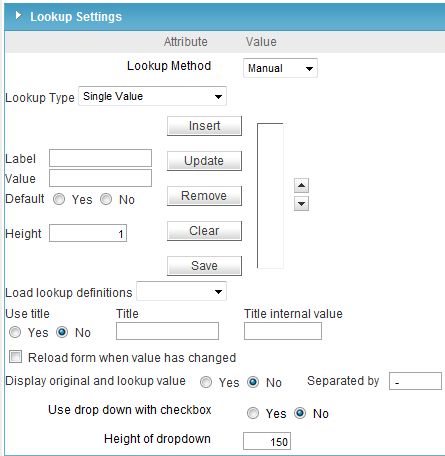 Lookup Settings
Attribute Value
Lookup Method Manual
Lookup Type Single Value
Insert
Label Update
Value
Default Yes No Remove
Height 1 Clear
Save
Load lookup definitions
Use title Title Title internal value
Yes No
Reload form when value has changed
Display original and lookup value Yes No Separated by -
Use drop down with checkbox Yes No
Height of dropdown 150